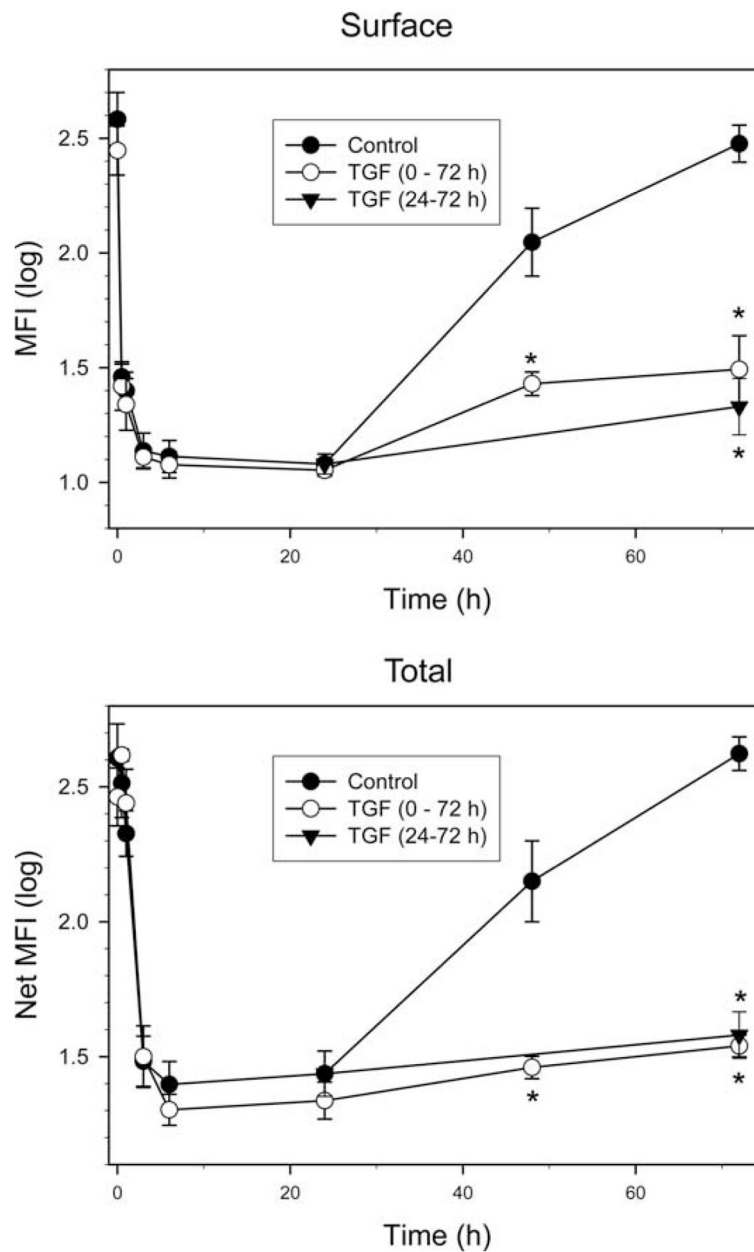 Surface
MFI (log)
2.5
2.0
1.5
1.0
Control
TGF (0 - 72 h)
TGF (24-72 h)
*
*
*
0
20
40
60
Time (h)
Total
Net MFI (log)
2.5
2.0
1.5
Control
TGF (0 - 72 h)
TGF (24-72 h)
*
*
*
0
20
40
60
Time (h)